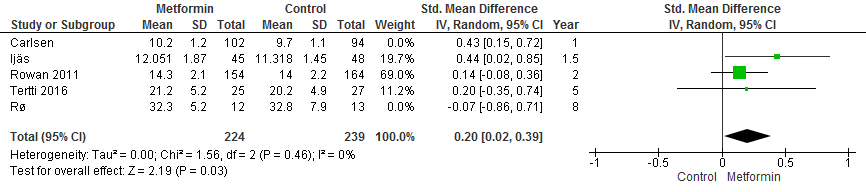 Metformin Control Std. Mean Difference Std. Mean Difference
Study or Subgroup Mean SD Total Mean SD Total Weight IV, Random, 95% CI Year IV, Random, 95% CI
Carlsen 10.2 1.2 102 9.7 1.1 94 0.0% 0.43 [0.15, 0.72] 1
Ijäs 12.051 1.87 45 11.318 1.45 48 19.7% 0.44 [0.02, 0.85] 1.5
Rowan 2011 14.3 2.1 154 14 2.2 164 69.0% 0.14 [-0.08, 0.36] 2
Tertti 2016 21.2 5.2 25 20.2 4.9 27 11.2% 0.20 [-0.35, 0.74] 5
Rø 32.3 5.2 12 32.8 7.9 13 0.0% -0.07 [-0.86, 0.71] 8
Total (95% CI) 224 239 100.0% 0.20 [0.02, 0.39]
Heterogeneity: Tau² = 0.00; Chi² = 1.56, df = 2 (P = 0.46); I² = 0%
Test for overall effect: Z = 2.19 (P = 0.03)
-1 -0.5 0 0.5 1
Control Metformin